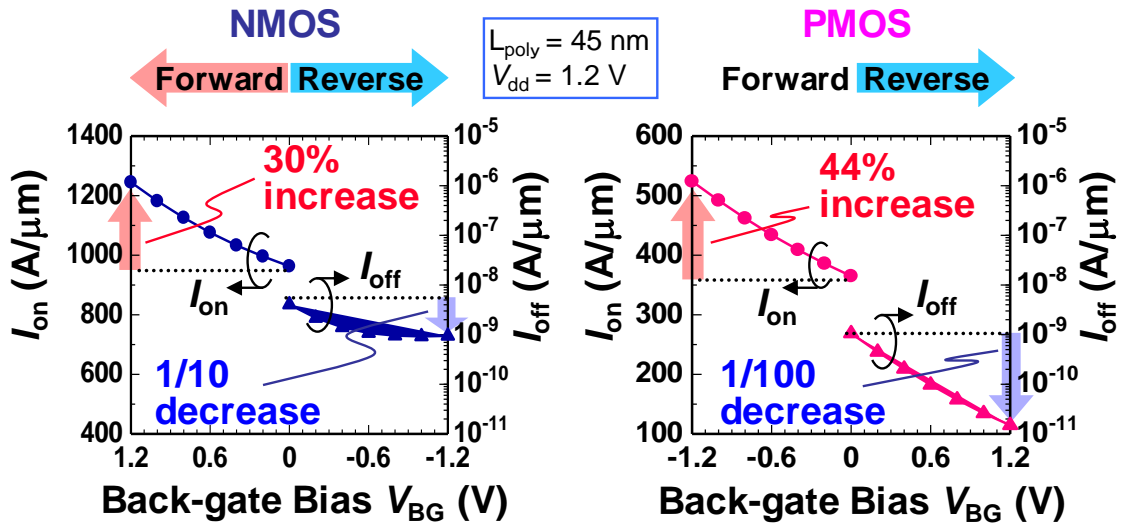 NMOS
PMOS
L_poly = 45 nm
V_dd = 1.2 V
Forward
Reverse
Forward
Reverse
1400
1200
1000
800
600
400
I_on (A/μm)
30%
increase
I_on
I_off
1/10
decrease
10⁻⁵
10⁻⁶
10⁻⁷
10⁻⁸
10⁻⁹
10⁻¹⁰
10⁻¹¹
I_off (A/μm)
1.2
0.6
0
-0.6
-1.2
Back-gate Bias V_BG (V)
600
500
400
300
200
100
I_on (A/μm)
44%
increase
I_on
I_off
1/100
decrease
10⁻⁵
10⁻⁶
10⁻⁷
10⁻⁸
10⁻⁹
10⁻¹⁰
10⁻¹¹
I_off (A/μm)
-1.2
-0.6
0
0.6
1.2
Back-gate Bias V_BG (V)